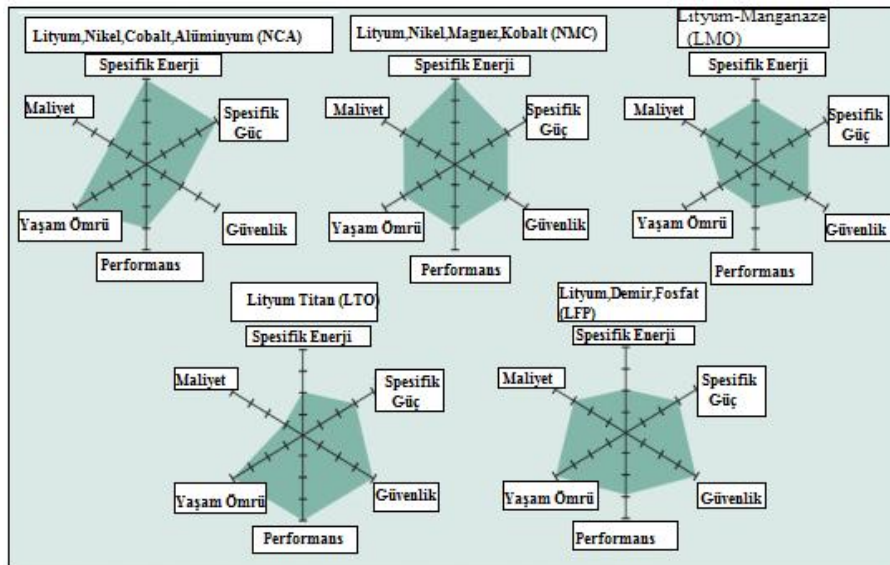 Lityum,Nikel,Cobalt,Alüminyum (NCA)
Spesifik Enerji
Maliyet
Spesifik
Güç
Yaşam Ömrü
Güvenlik
Performans
Lityum,Nikel,Magnez,Kobalt (NMC)
Spesifik Enerji
Maliyet
Spesifik
Güç
Yaşam Ömrü
Güvenlik
Performans
Lityum-Manganaze
(LMO)
Spesifik Enerji
Maliyet
Spesifik
Güç
Yaşam Ömrü
Güvenlik
Performans
Lityum Titan (LTO)
Spesifik Enerji
Maliyet
Spesifik
Güç
Yaşam Ömrü
Güvenlik
Performans
Lityum,Demir,Fosfat
(LFP)
Spesifik Enerji
Maliyet
Spesifik
Güç
Yaşam Ömrü
Güvenlik
Performans